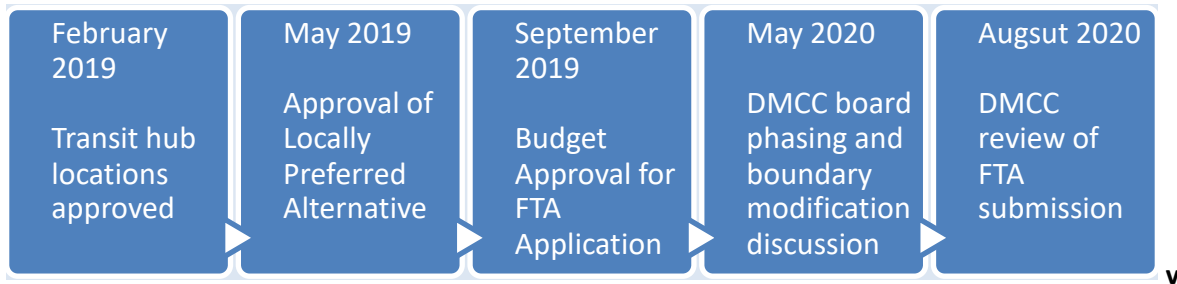 February
2019
Transit hub
locations
approved
May 2019
Approval of
Locally
Preferred
Alternative
September
2019
Budget
Approval for
FTA
Application
May 2020
DMCC board
phasing and
boundary
modification
discussion
Augsut 2020
DMCC
review of
FTA
submission